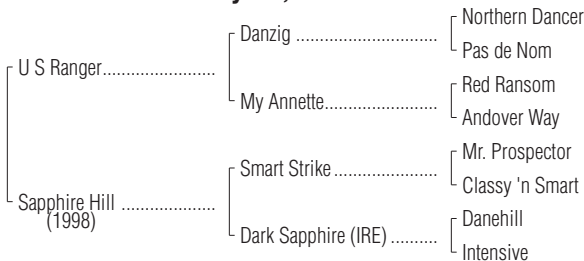 Northern Dancer
Danzig ................................
Pas de Nom
U S Ranger.........................
Red Ransom
My Annette.........................
Andover Way
Mr. Prospector
Smart Strike.......................
Classy 'n Smart
Sapphire Hill .....................
(1998)
Danehill
Dark Sapphire (IRE) ..........
Intensive